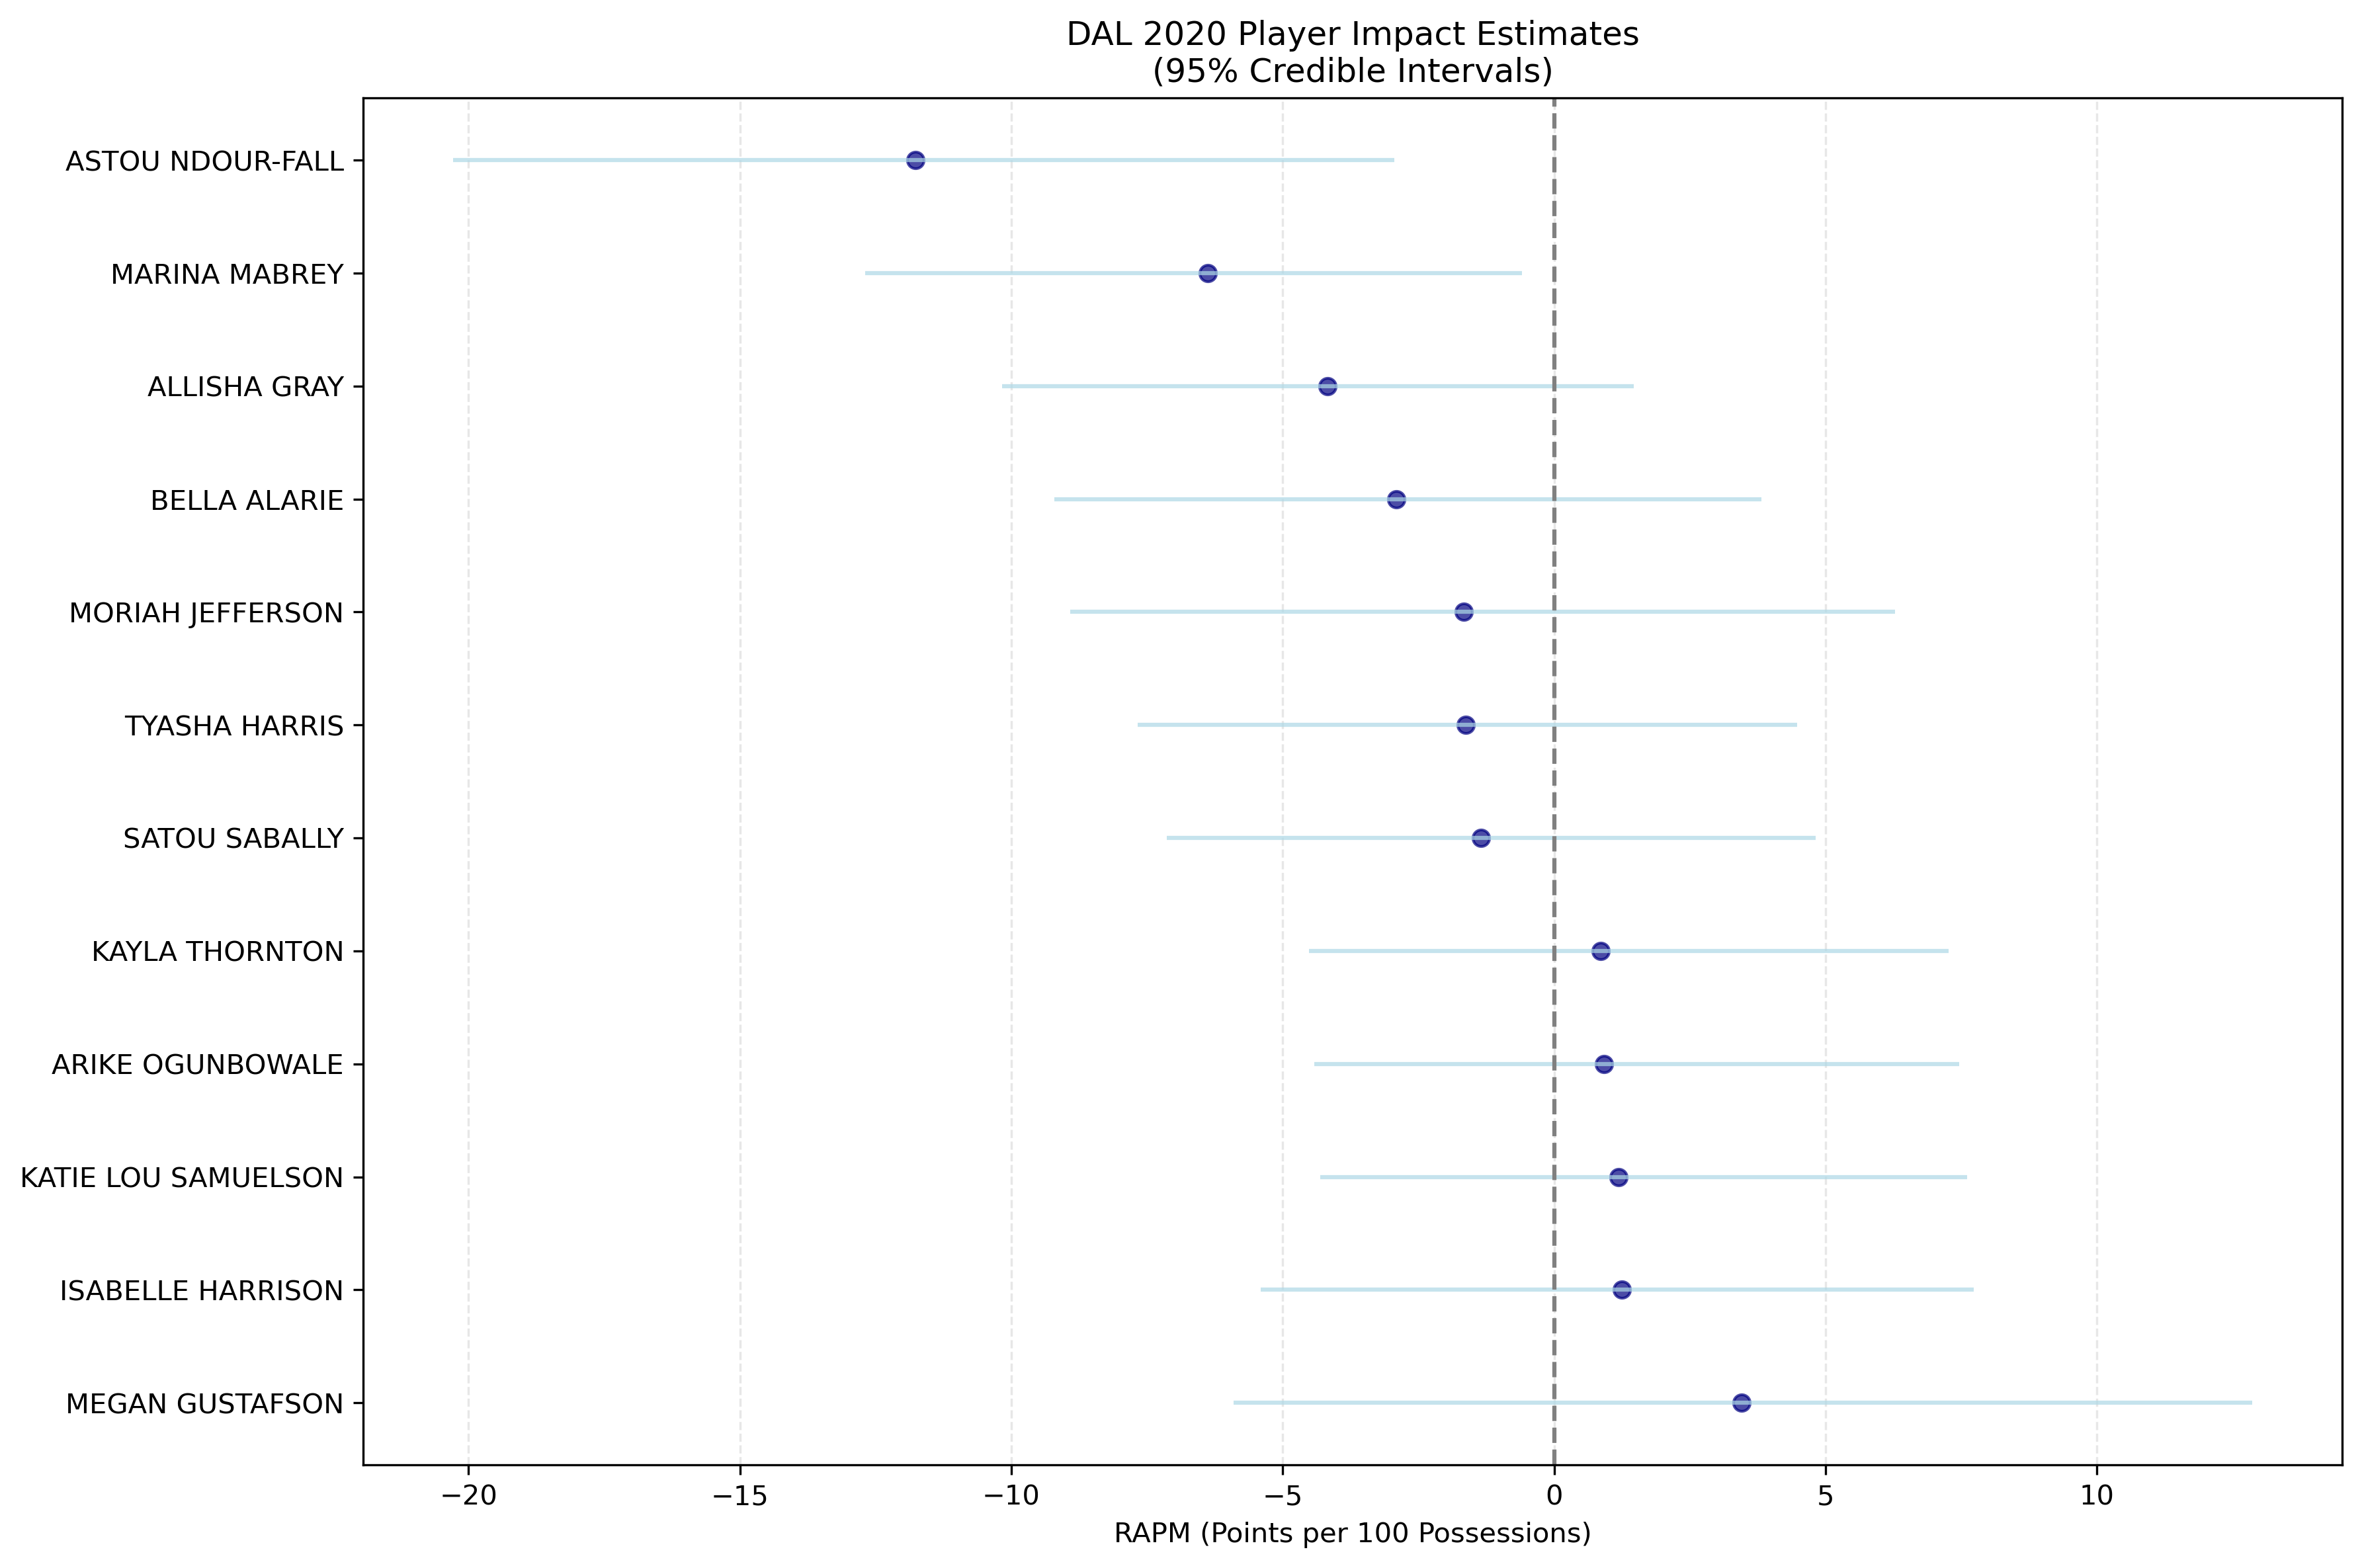 DAL 2020 Player Impact Estimates
(95% Credible Intervals)
ASTOU NDOUR-FALL
MARINA MABREY
ALLISHA GRAY
BELLA ALARIE
MORIAH JEFFERSON
TYASHA HARRIS
SATOU SABALLY
KAYLA THORNTON
ARIKE OGUNBOWALE
KATIE LOU SAMUELSON
ISABELLE HARRISON
MEGAN GUSTAFSON
−20 −15 −10 −5 0 5 10
RAPM (Points per 100 Possessions)